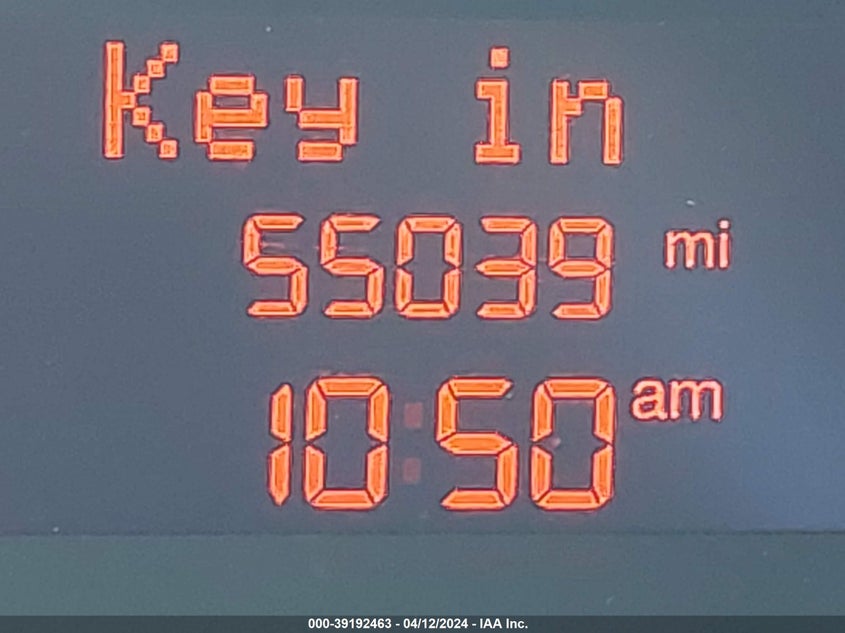 Key in
55039 mi
10:50 am
000-39192463 - 04/12/2024 - IAA Inc.